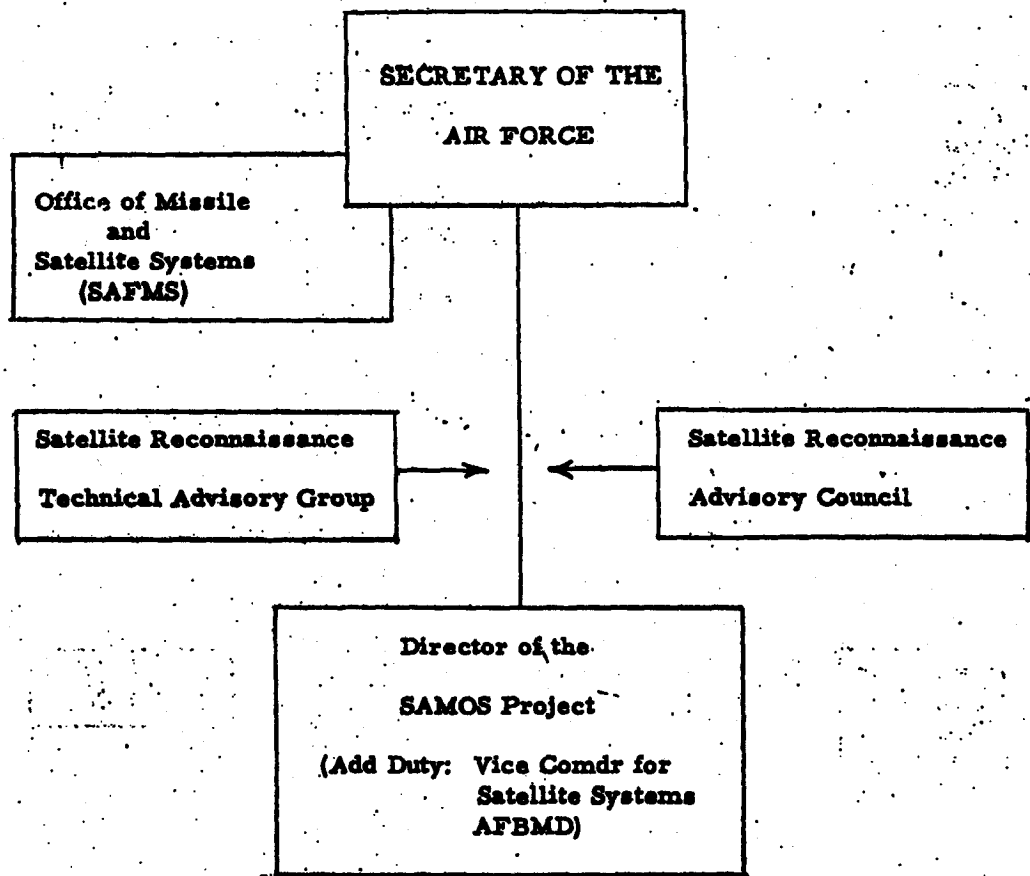 SECRETARY OF THE
AIR FORCE
Office of Missile
and
Satellite Systems
(SAFMS)
Satellite Reconnaissance
Technical Advisory Group
Satellite Reconnaissance
Advisory Council
Director of the
SAMOS Project
(Add Duty: Vice Comdr for
Satellite Systems
AFBMD)